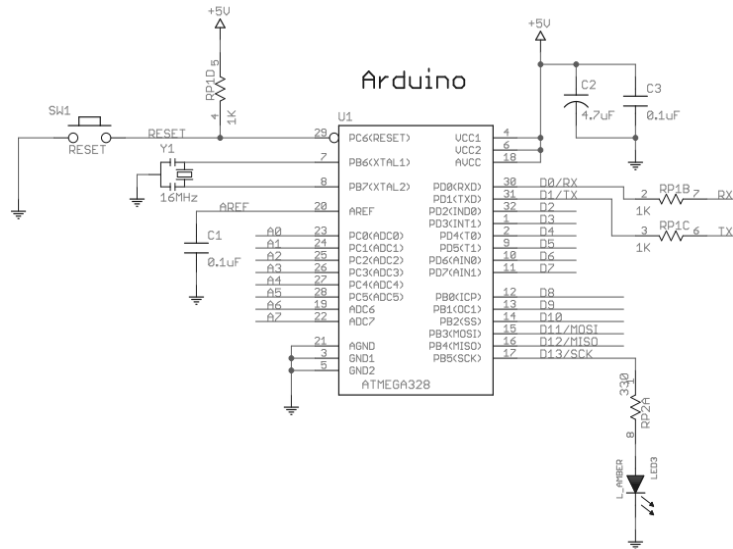 +5V
+5V
Arduino
RP1D
5
4
1K
C2
4.7uF
C3
0.1uF
SW1
RESET
RESET
U1
29 PC6(RESET)
VCC1 4
VCC2 6
AVCC 18
Y1
16MHz
7 PB6(XTAL1)
8 PB7(XTAL2)
AREF 20 AREF
C1
0.1uF
PD0(RXD) 30 D0/RX
PD1(TXD) 31 D1/TX
PD2(IND0) 32 D2
PD3(INT1) 1 D3
PD4(T0) 2 D4
PD5(T1) 9 D5
PD6(AIN0) 10 D6
PD7(AIN1) 11 D7
2 RP1B 7 RX
1K
3 RP1C 6 TX
1K
A0 23 PC0(ADC0)
A1 24 PC1(ADC1)
A2 25 PC2(ADC2)
A3 26 PC3(ADC3)
A4 27 PC4(ADC4)
A5 28 PC5(ADC5)
A6 19 ADC6
A7 22 ADC7
PB0(ICP) 12 D8
PB1(OC1) 13 D9
PB2(SS) 14 D10
PB3(MOSI) 15 D11/MOSI
PB4(MISO) 16 D12/MISO
PB5(SCK) 17 D13/SCK
21 AGND
3 GND1
5 GND2
ATMEGA328
330
1
RP2A
8
L_AMBER
LED3